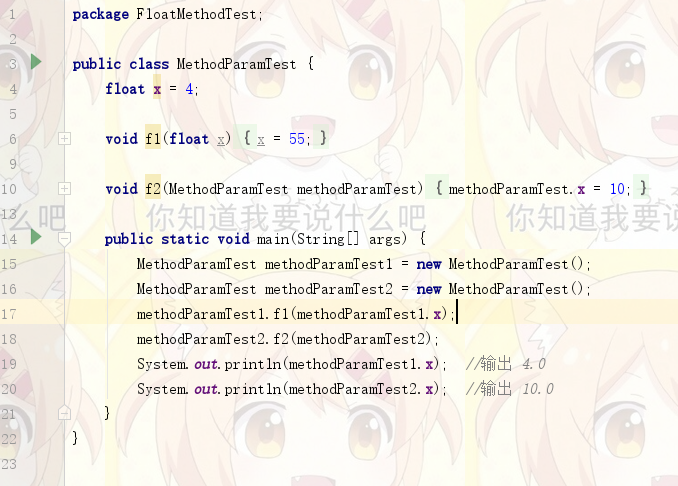 1 package FloatMethodTest;
2
3 public class MethodParamTest {
4 float x = 4;
5
6 void f1(float x) { x = 55; }
9
10 void f2(MethodParamTest methodParamTest) { methodParamTest.x = 10; }
13
什么吧 你知道我要说什么吧 你知道我要说
14 public static void main(String[] args) {
15 MethodParamTest methodParamTest1 = new MethodParamTest();
16 MethodParamTest methodParamTest2 = new MethodParamTest();
17 methodParamTest1.f1(methodParamTest1.x);
18 methodParamTest2.f2(methodParamTest2);
19 System.out.println(methodParamTest1.x); //输出 4.0
20 System.out.println(methodParamTest2.x); //输出 10.0
21 }
22 }
23